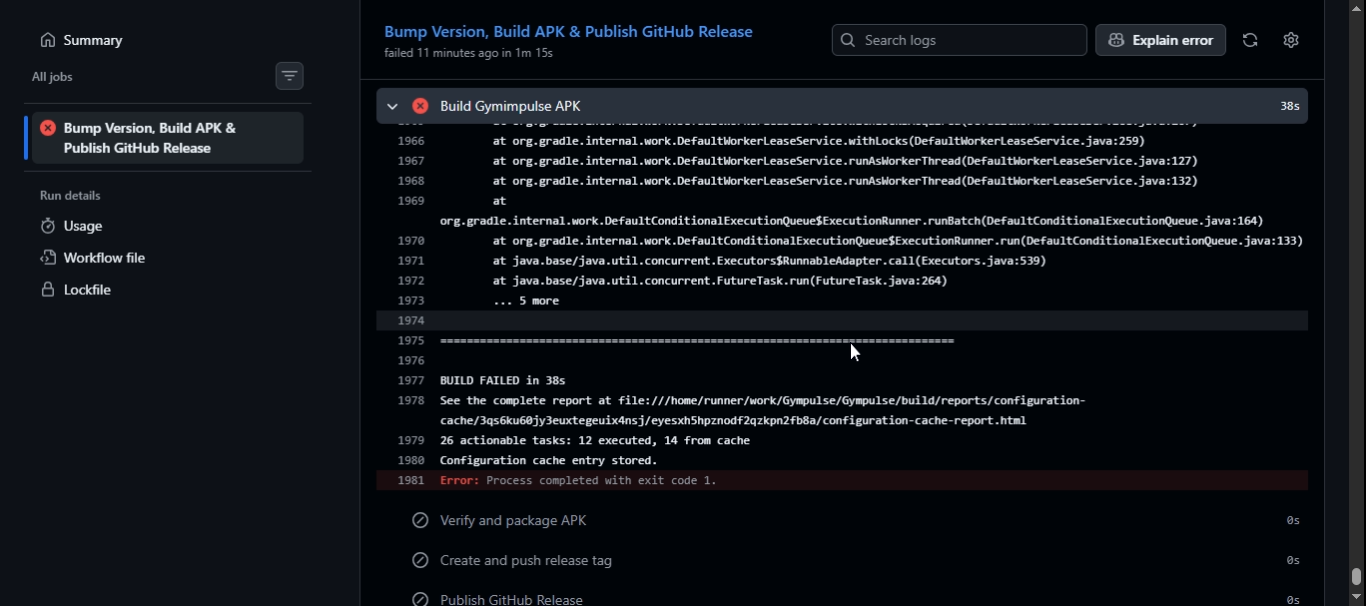 Summary
All jobs
Bump Version, Build APK &
Publish GitHub Release
Run details
Usage
Workflow file
Lockfile
Bump Version, Build APK & Publish GitHub Release
failed 11 minutes ago in 1m 15s
Search logs
Explain error
Build Gymimpulse APK 38s
1966 at org.gradle.internal.work.DefaultWorkerLeaseService.withLocks(DefaultWorkerLeaseService.java:259)
1967 at org.gradle.internal.work.DefaultWorkerLeaseService.runAsWorkerThread(DefaultWorkerLeaseService.java:127)
1968 at org.gradle.internal.work.DefaultWorkerLeaseService.runAsWorkerThread(DefaultWorkerLeaseService.java:132)
1969 at
org.gradle.internal.work.DefaultConditionalExecutionQueue$ExecutionRunner.runBatch(DefaultConditionalExecutionQueue.java:164)
1970 at org.gradle.internal.work.DefaultConditionalExecutionQueue$ExecutionRunner.run(DefaultConditionalExecutionQueue.java:133)
1971 at java.base/java.util.concurrent.Executors$RunnableAdapter.call(Executors.java:539)
1972 at java.base/java.util.concurrent.FutureTask.run(FutureTask.java:264)
1973 ... 5 more
1974
1975 ==============================================================================
1976
1977 BUILD FAILED in 38s
1978 See the complete report at file:///home/runner/work/Gympulse/Gympulse/build/reports/configuration-
cache/3qs6ku60jy3euxtegeuix4nsj/eyesxh5hpznodf2qzkpn2fb8a/configuration-cache-report.html
1979 26 actionable tasks: 12 executed, 14 from cache
1980 Configuration cache entry stored.
1981 Error: Process completed with exit code 1.
Verify and package APK 0s
Create and push release tag 0s
Publish GitHub Release 0s